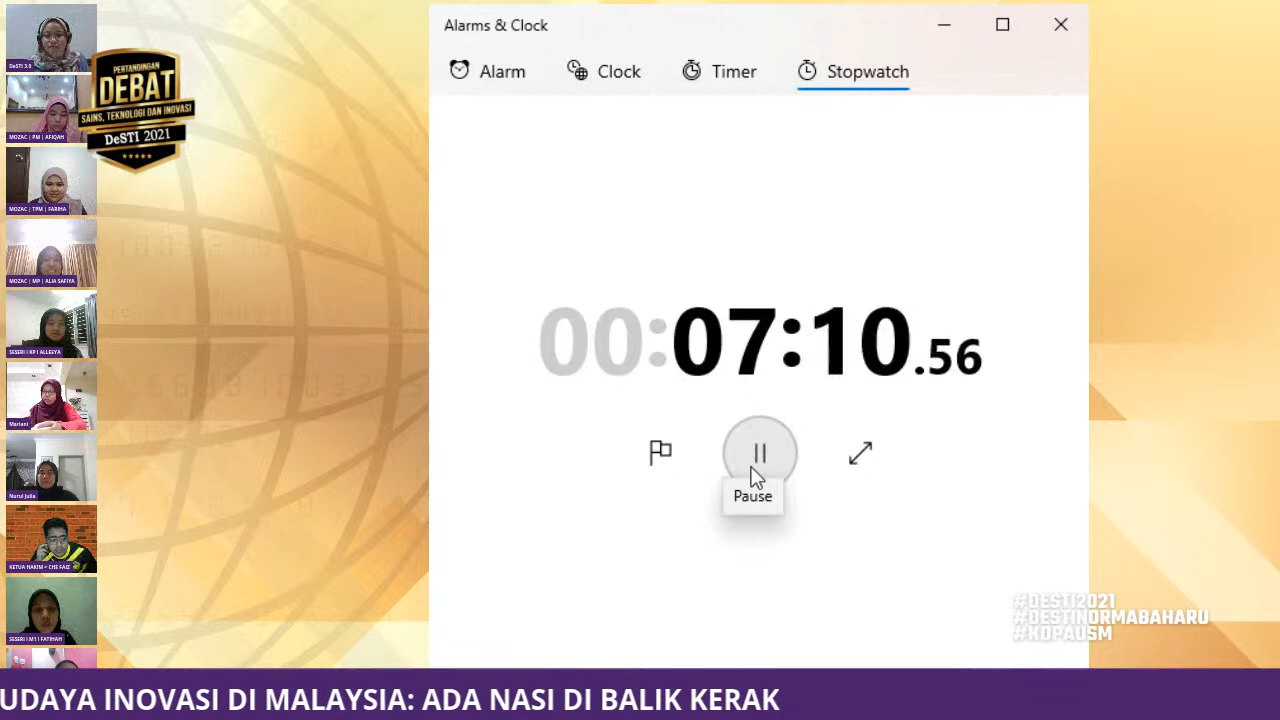 DeSTI 3.0
MOZAC | PM | AFIQAH
MOZAC | TPM | FARIHA
MOZAC | MP | ALIA SAFIYA
SESERI I KP I ALLEEYA
Mariani
Nurul Julia
KETUA HAKIM = CHE FAIZ
SESERI I M1 I FATIHAH
PERTANDINGAN
DEBAT
SAINS, TEKNOLOGI DAN INOVASI
DeSTI 2021
Alarms & Clock
Alarm
Clock
Timer
Stopwatch
00:07:10.56
Pause
#DESTI2021
#DESTINORMABAHARU
#KOPAUSM
UDAYA INOVASI DI MALAYSIA: ADA NASI DI BALIK KERAK